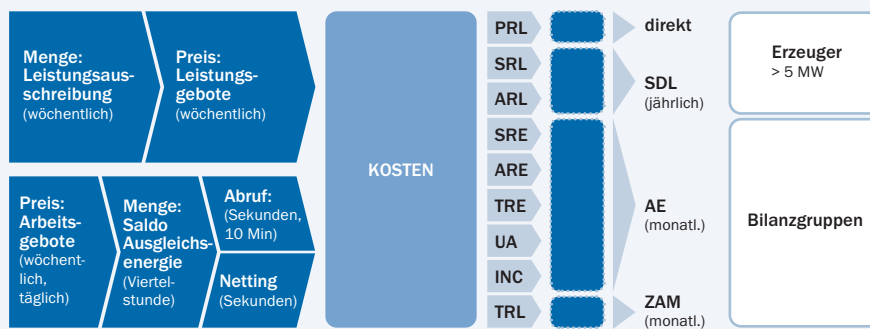 Menge:
Leistungsaus-
schreibung
(wöchentlich)
Preis:
Leistungs-
gebote
(wöchentlich)
Preis:
Arbeits-
gebote
(wöchent-
lich,
täglich)
Menge:
Saldo
Ausgleichs-
energie
(Viertel-
stunde)
Abruf:
(Sekunden,
10 Min)
Netting
(Sekunden)
KOSTEN
PRL
SRL
ARL
SRE
ARE
TRE
UA
INC
TRL
direkt
SDL
(jährlich)
AE
(monatl.)
ZAM
(monatl.)
Erzeuger
> 5 MW
Bilanzgruppen